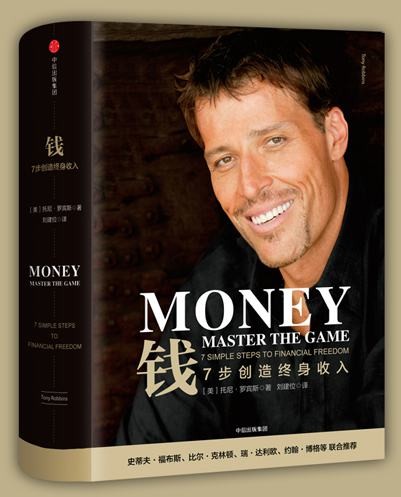 中信出版集团
钱
7步创造终身收入
［美］托尼·罗宾斯◎著
刘建位◎译
MONEY
MASTER THE GAME
7 SIMPLE STEPS
TO
FINANCIAL FREEDOM
Tony Robbins
Tony Robbins
MONEY
MASTER THE GAME
钱
7 SIMPLE STEPS TO FINANCIAL FREEDOM
7步创造终身收入
［美］托尼·罗宾斯◎著 刘建位◎译
中信出版集团
史蒂夫·福布斯、比尔·克林顿、瑞·达利欧、约翰·博格等 联合推荐